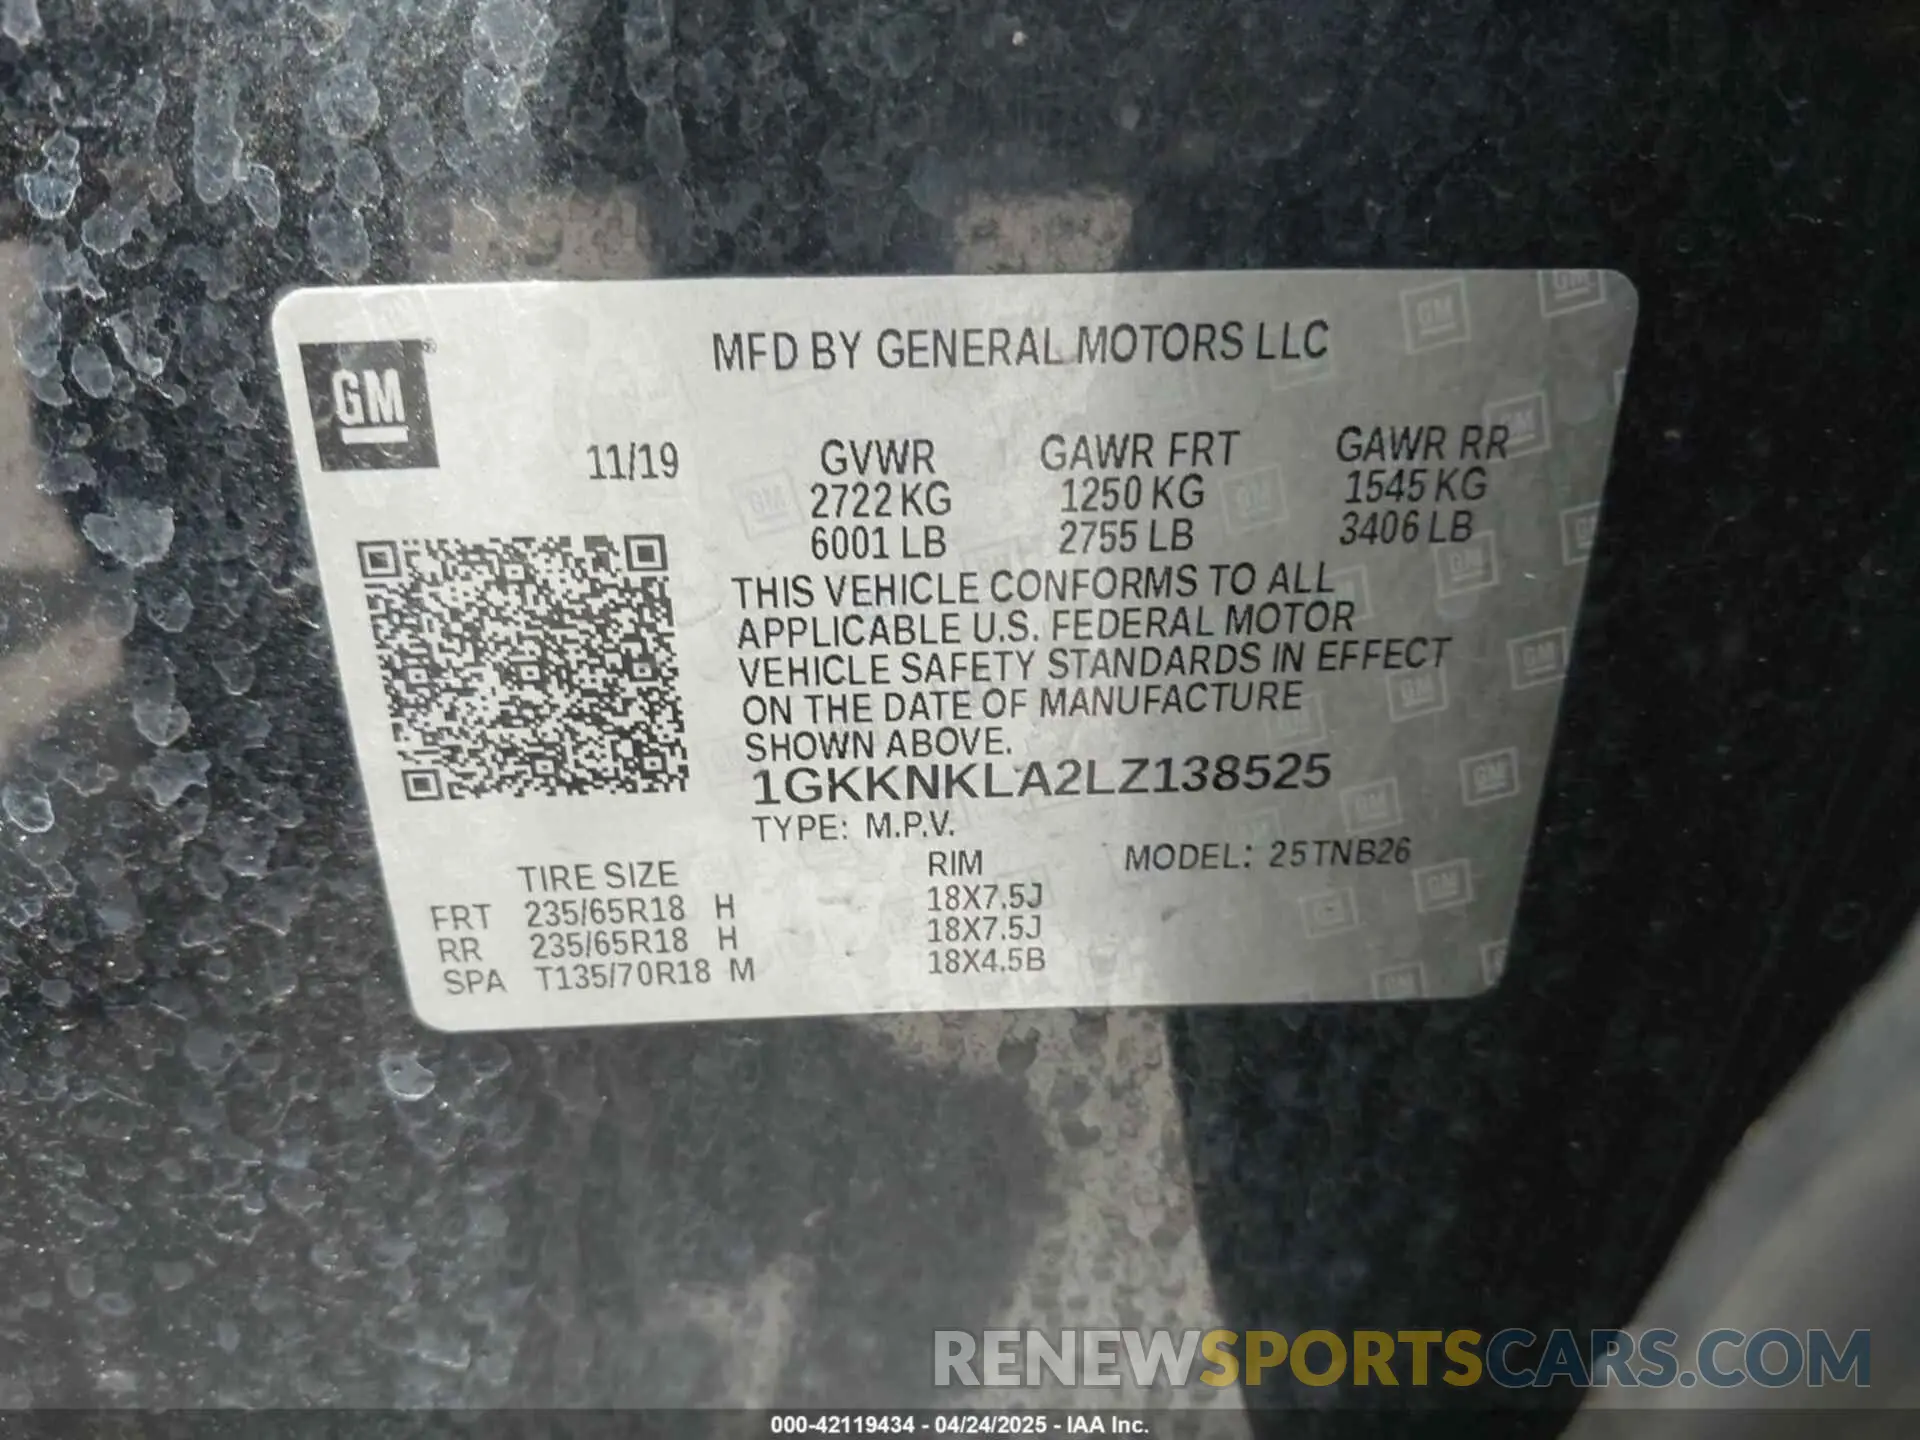 MFD BY GENERAL MOTORS LLC
GM
11/19 GVWR GAWR FRT GAWR RR
2722 KG 1250 KG 1545 KG
6001 LB 2755 LB 3406 LB
THIS VEHICLE CONFORMS TO ALL
APPLICABLE U.S. FEDERAL MOTOR
VEHICLE SAFETY STANDARDS IN EFFECT
ON THE DATE OF MANUFACTURE
SHOWN ABOVE.
1GKKNKLA2LZ138525
TYPE: M.P.V.
TIRE SIZE RIM MODEL: 25TNB26
FRT 235/65R18 H 18X7.5J
RR 235/65R18 H 18X7.5J
SPA T135/70R18 M 18X4.5B
RENEWSPORTSCARS.COM
000-42119434 - 04/24/2025 - IAA Inc.